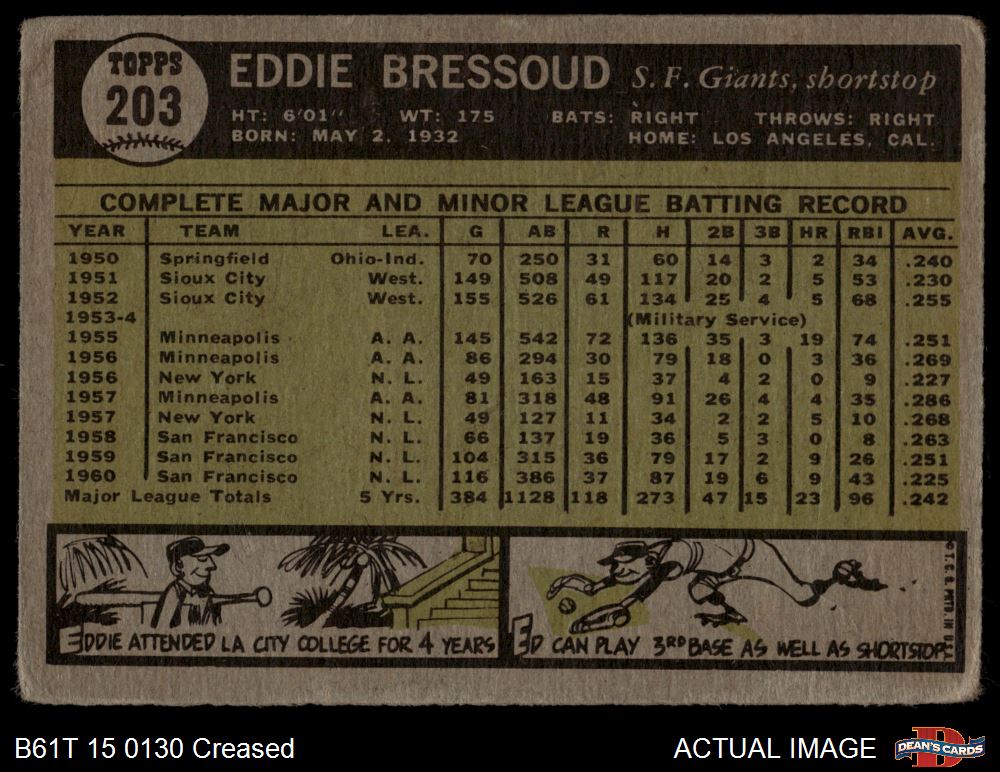 TOPPS
203
EDDIE BRESSOUD S. F. Giants, shortstop
HT: 6'01" WT: 175 BATS: RIGHT THROWS: RIGHT
BORN: MAY 2, 1932 HOME: LOS ANGELES, CAL.
COMPLETE MAJOR AND MINOR LEAGUE BATTING RECORD
YEAR TEAM LEA. G AB R H 2B 3B HR RBI AVG.
1950 Springfield Ohio-Ind. 70 250 31 60 14 3 2 34 .240
1951 Sioux City West. 149 508 49 117 20 2 5 53 .230
1952 Sioux City West. 155 526 61 134 25 4 5 68 .255
1953-4 (Military Service)
1955 Minneapolis A. A. 145 542 72 136 35 3 19 74 .251
1956 Minneapolis A. A. 86 294 30 79 18 0 3 36 .269
1956 New York N. L. 49 163 15 37 4 2 0 9 .227
1957 Minneapolis A. A. 81 318 48 91 26 4 4 35 .286
1957 New York N. L. 49 127 11 34 2 2 5 10 .268
1958 San Francisco N. L. 66 137 19 36 5 3 0 8 .263
1959 San Francisco N. L. 104 315 36 79 17 2 9 26 .251
1960 San Francisco N. L. 116 386 37 87 19 6 9 43 .225
Major League Totals 5 Yrs. 384 1128 118 273 47 15 23 96 .242
EDDIE ATTENDED LA CITY COLLEGE FOR 4 YEARS
ED CAN PLAY 3RD BASE AS WELL AS SHORTSTOP.
© T.C.G. PRTD. IN U.S.A.
B61T 15 0130 Creased
ACTUAL IMAGE
DEAN'S CARDS